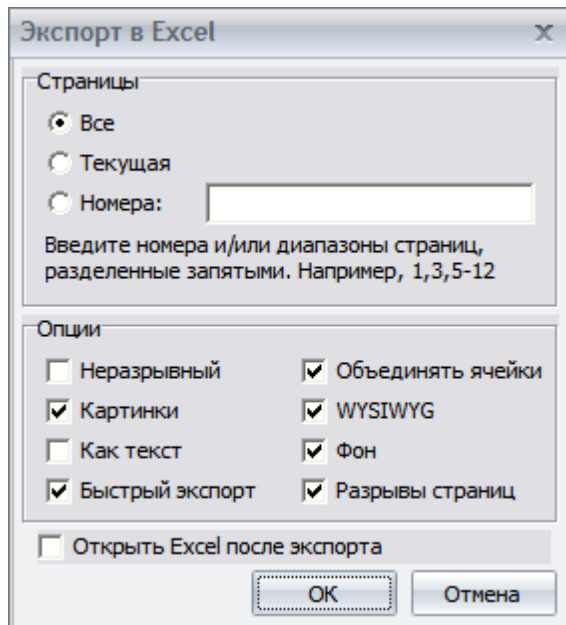 Экспорт в Excel
Страницы
Все
Текущая
Номера:
Введите номера и/или диапазоны страниц,
разделенные запятыми. Например, 1,3,5-12
Опции
Неразрывный
Объединять ячейки
Картинки
WYSIWYG
Как текст
Фон
Быстрый экспорт
Разрывы страниц
Открыть Excel после экспорта
ОК
Отмена